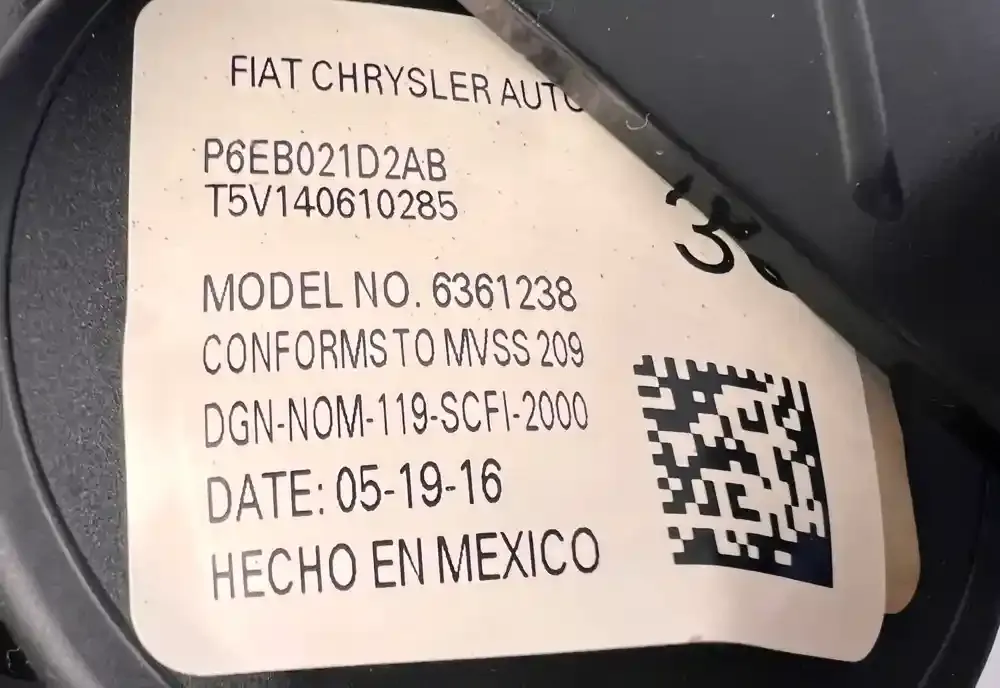 FIAT CHRYSLER AUTO
P6EB021D2AB
T5V140610285
MODEL NO. 6361238
CONFORMS TO MVSS 209
DGN-NOM-119-SCFI-2000
DATE: 05-19-16
HECHO EN MEXICO